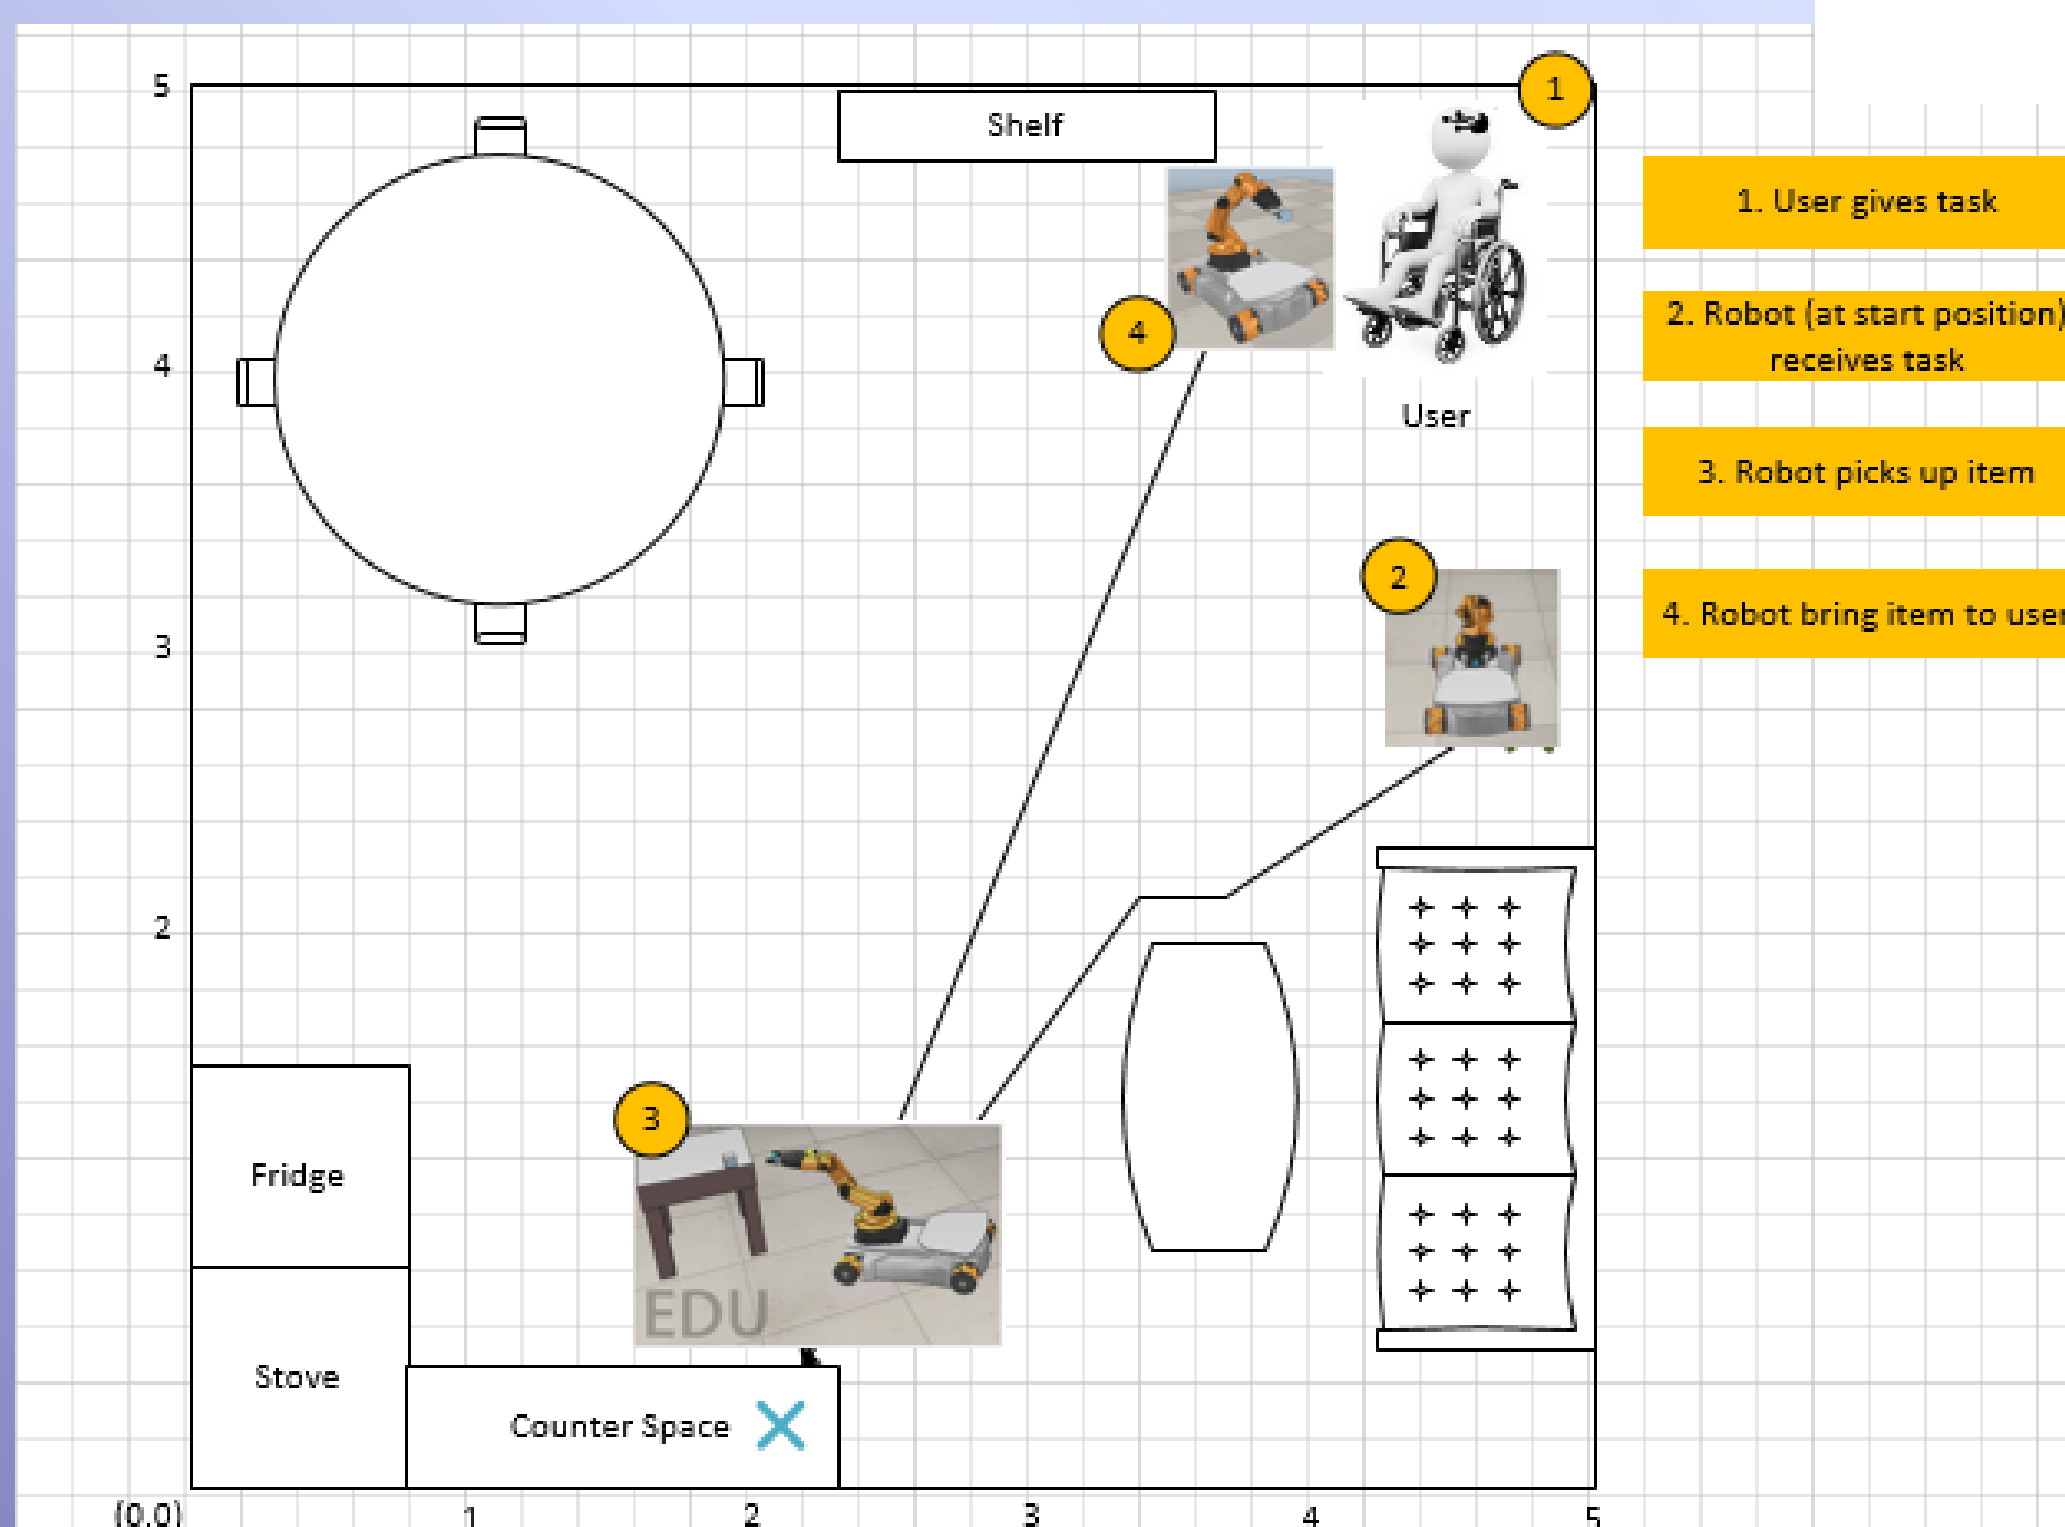 5
Shelf
1
1. User gives task
2. Robot (at start position)
receives task
4
4
User
3. Robot picks up item
2
4. Robot bring item to user
3
2
3
Fridge
EDU
Stove
Counter Space
(0.0)
1
2
3
4
5